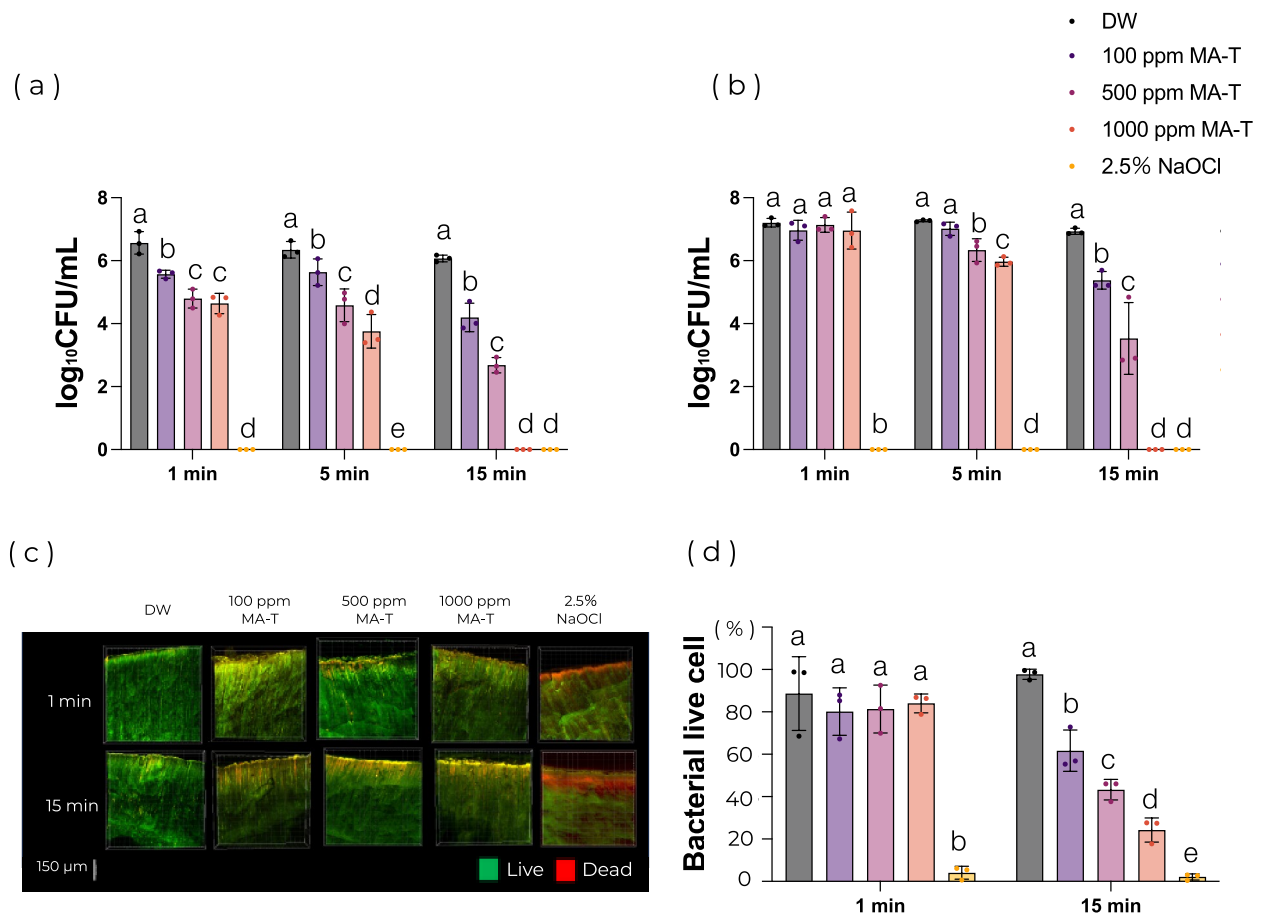 DW
100 ppm MA-T
500 ppm MA-T
1000 ppm MA-T
2.5% NaOCl
( a )
8
6
4
2
0
log₁₀CFU/mL
a b c c d
a b c d e
a b c d d
1 min 5 min 15 min
( b )
8
6
4
2
0
log₁₀CFU/mL
a a a a b
a a b c d
a b c d d
1 min 5 min 15 min
( c )
DW
100 ppm
MA-T
500 ppm
MA-T
1000 ppm
MA-T
2.5%
NaOCl
1 min
15 min
150 µm
Live Dead
( d )
( % )
100
80
60
40
20
0
Bacterial live cell
a a a a b
a b c d e
1 min 15 min